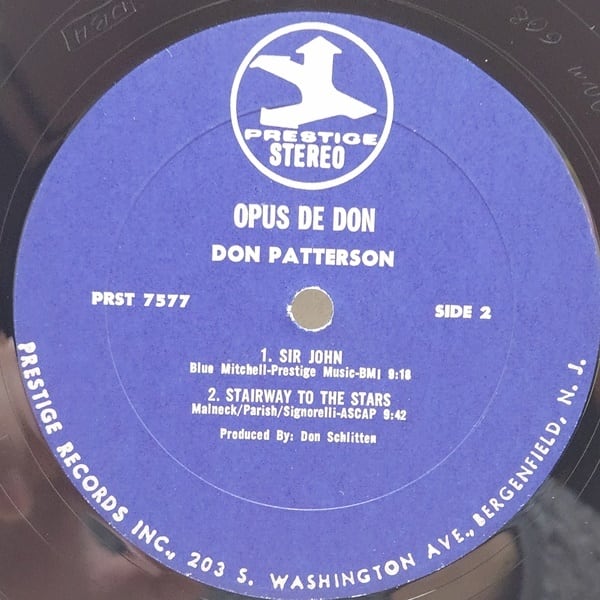 PRESTIGE
STEREO
OPUS DE DON
DON PATTERSON
PRST 7577
SIDE 2
1. SIR JOHN
Blue Mitchell-Prestige Music-BMI 9:18
2. STAIRWAY TO THE STARS
Malneck/Parish/Signorelli-ASCAP 9:42
Produced By: Don Schlitten
PRESTIGE RECORDS INC., 203 S. WASHINGTON AVE., BERGENFIELD, N. J.